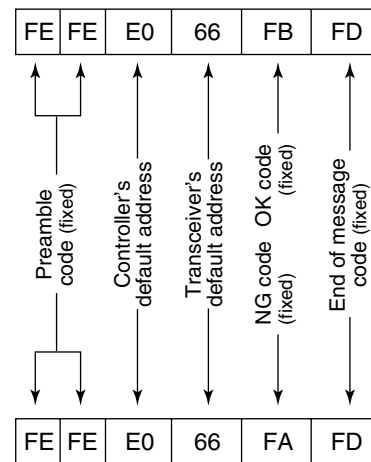 FE FE E0 66 FB FD
Preamble
code (fixed)
Controller's
default address
Transceiver's
default address
OK code
(fixed)
NG code
(fixed)
End of message
code (fixed)
FE FE E0 66 FA FD